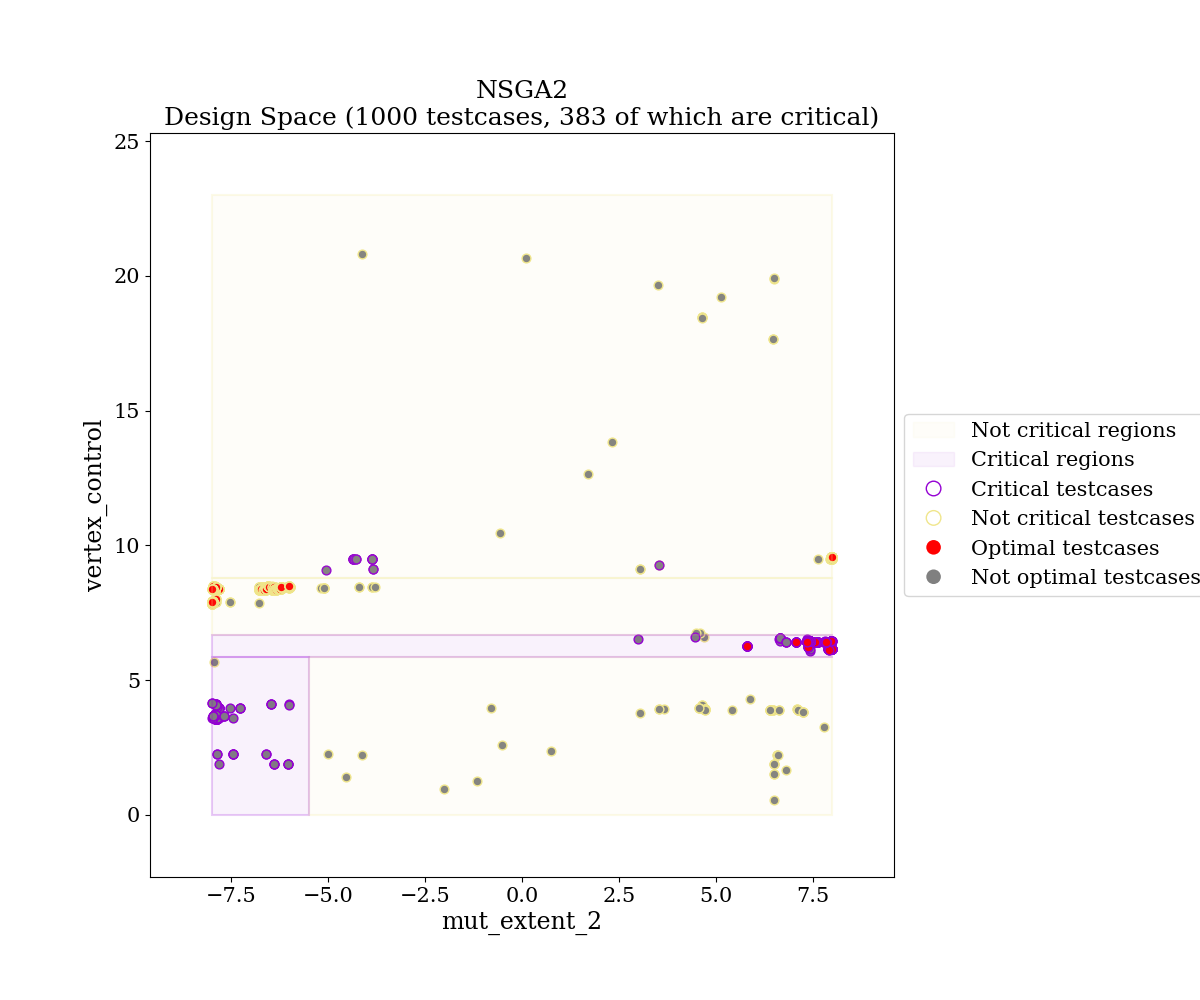 NSGA2
Design Space (1000 testcases, 383 of which are critical)
25
20
15
10
5
0
vertex_control
−7.5 −5.0 −2.5 0.0 2.5 5.0 7.5
mut_extent_2
Not critical regions
Critical regions
Critical testcases
Not critical testcases
Optimal testcases
Not optimal testcases